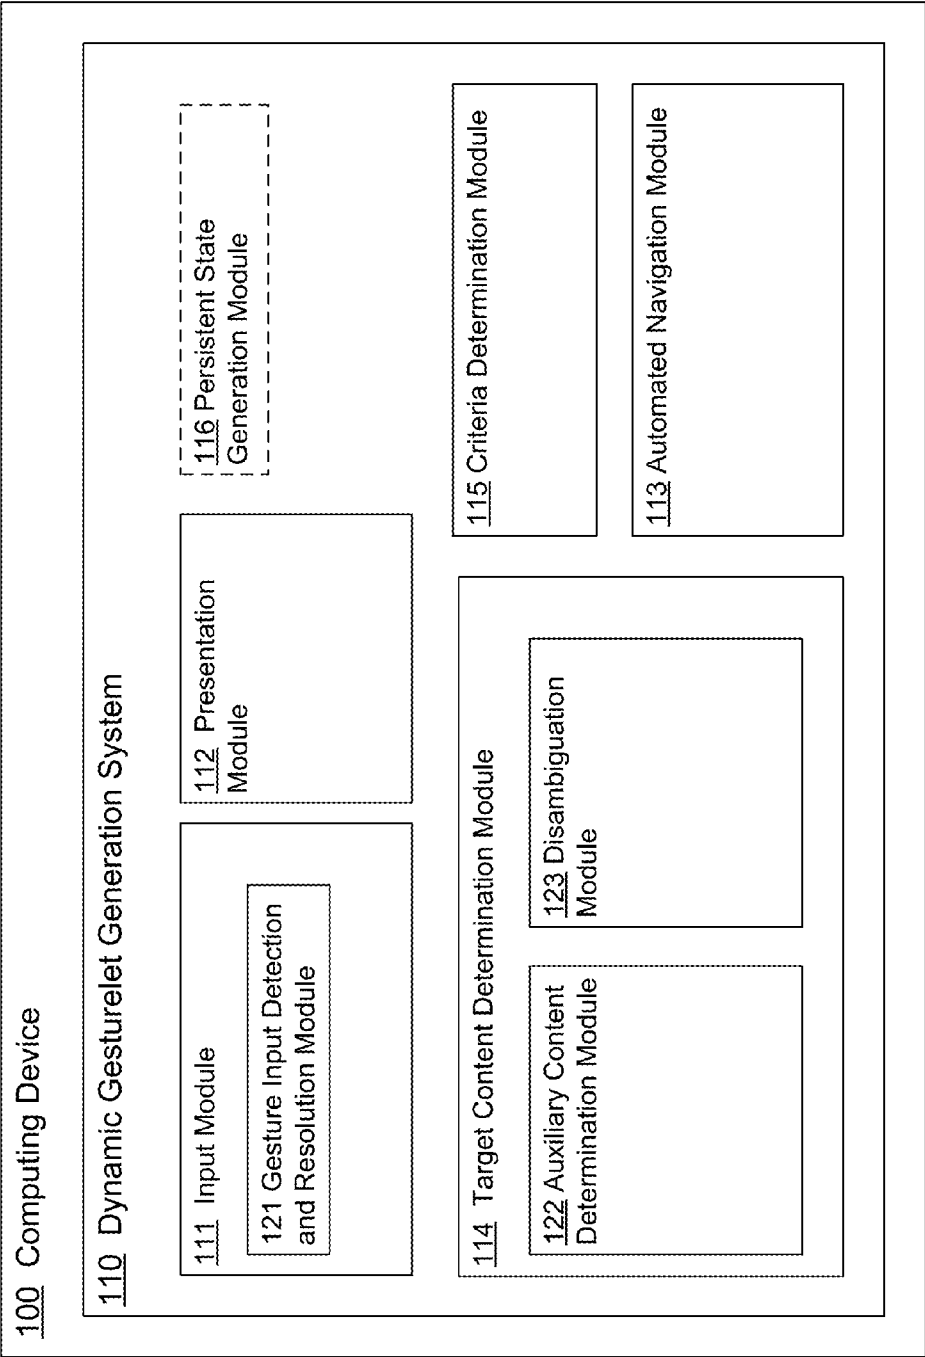 100 Computing Device
110 Dynamic Gesturelet Generation System
111 Input Module
121 Gesture Input Detection
and Resolution Module
112 Presentation
Module
116 Persistent State
Generation Module
114 Target Content Determination Module
122 Auxiliary Content
Determination Module
123 Disambiguation
Module
115 Criteria Determination Module
113 Automated Navigation Module